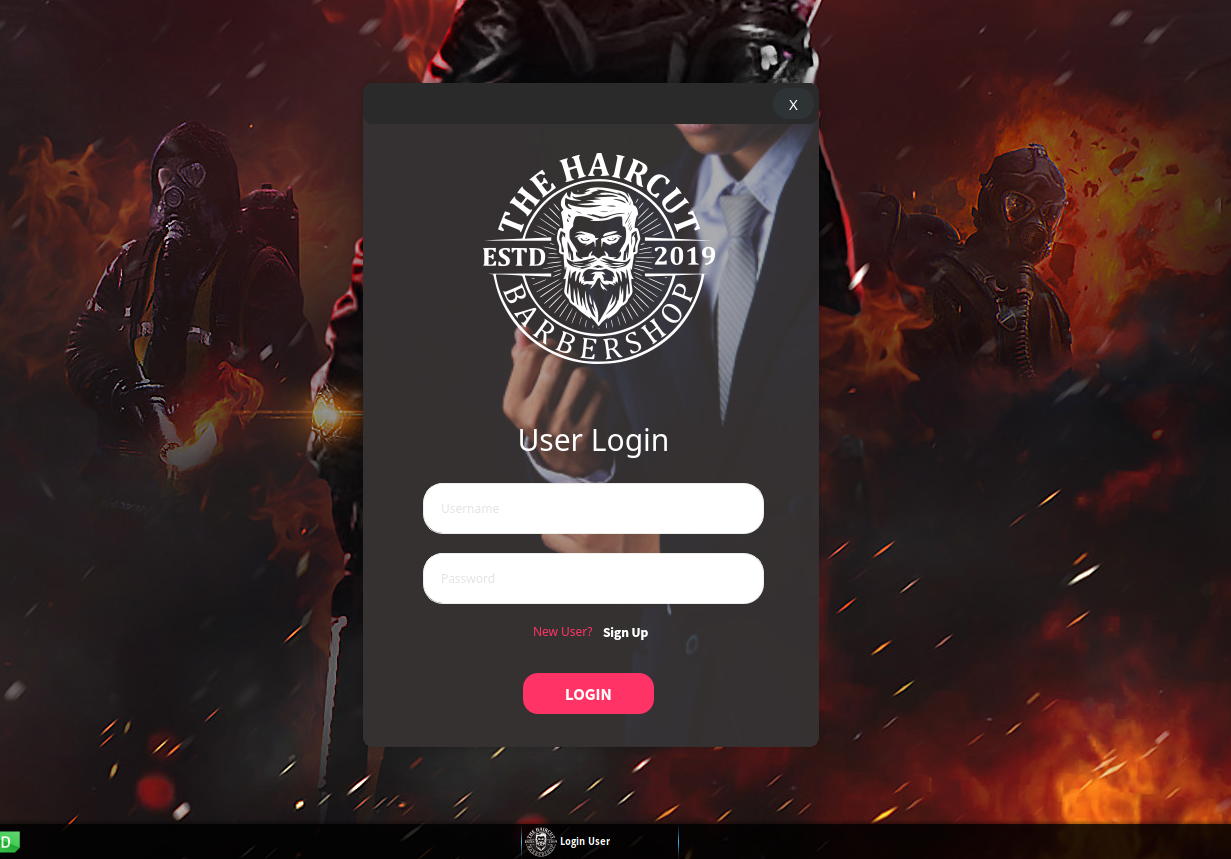 X
THE HAIRCUT
ESTD 2019
BARBERSHOP
User Login
Username
Password
New User? Sign Up
LOGIN
D
Login User